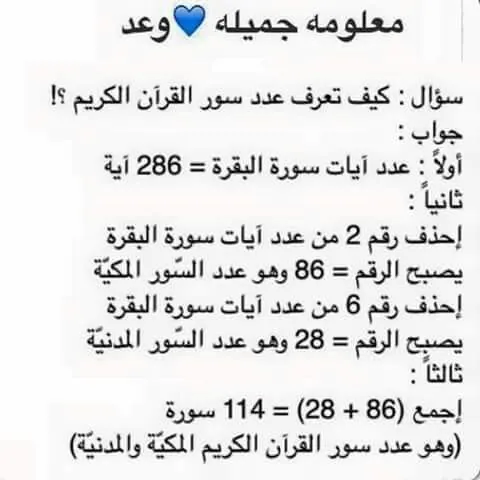 معلومه جميله 💙وعد
سؤال : كيف تعرف عدد سور القرآن الكريم ؟!
جواب :
أولاً : عدد آيات سورة البقرة = 286 آية
ثانياً :
إحذف رقم 2 من عدد آيات سورة البقرة
يصبح الرقم = 86 وهو عدد السّور المكيّة
إحذف رقم 6 من عدد آيات سورة البقرة
يصبح الرقم = 28 وهو عدد السّور المدنيّة
ثالثاً :
إجمع (86 + 28) = 114 سورة
(وهو عدد سور القرآن الكريم المكيّة والمدنيّة)